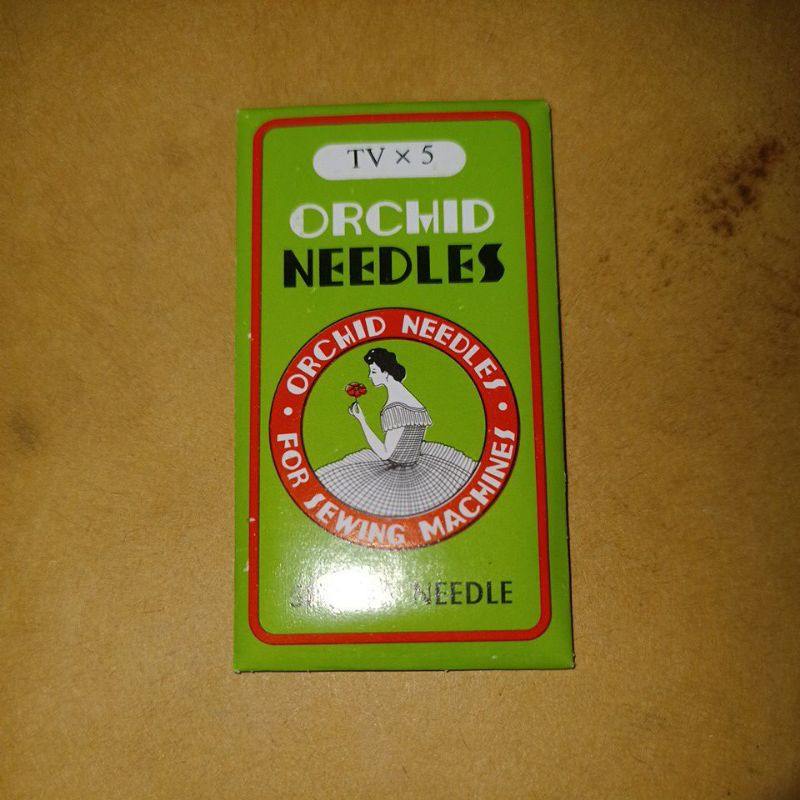 TV × 5
ORCHID
NEEDLES
• ORCHID NEEDLES •
FOR SEWING MACHINES
NEEDLE